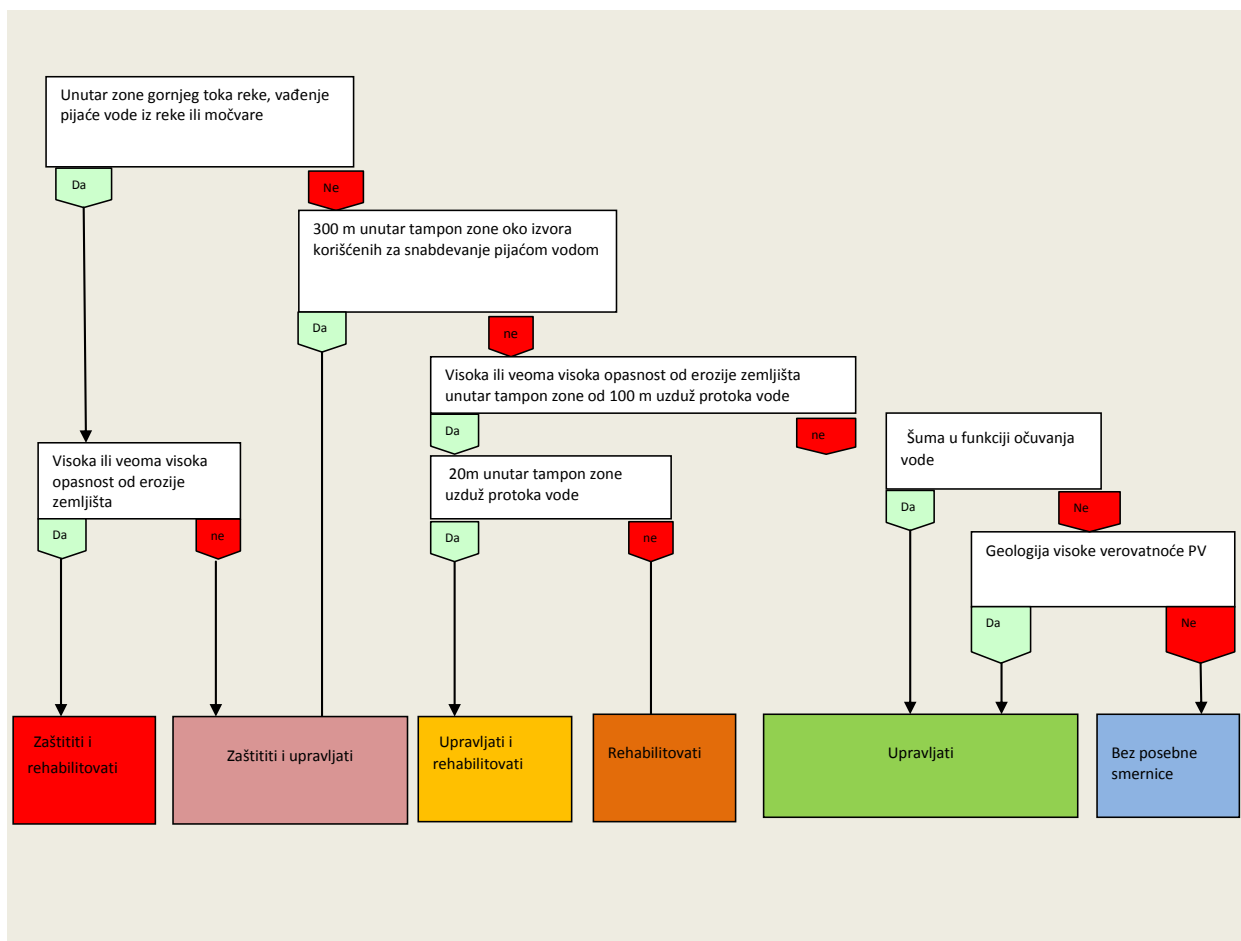 Unutar zone gornjeg toka reke, vađenje
pijaće vode iz reke ili močvare
Da
Ne
300 m unutar tampon zone oko izvora
korišćenih za snabdevanje pijaćom vodom
Da
ne
Visoka ili veoma visoka opasnost od erozije zemljišta
unutar tampon zone od 100 m uzduž protoka vode
Da
ne
Šuma u funkciji očuvanja
vode
Visoka ili veoma visoka
opasnost od erozije
zemljišta
20m unutar tampon zone
uzduž protoka vode
Da
Ne
Da
ne
Da
ne
Geologija visoke verovatnoće PV
Da
Ne
Zaštititi i
rehabilitovati
Zaštititi i upravljati
Upravljati i
rehabilitovati
Rehabilitovati
Upravljati
Bez posebne
smernice